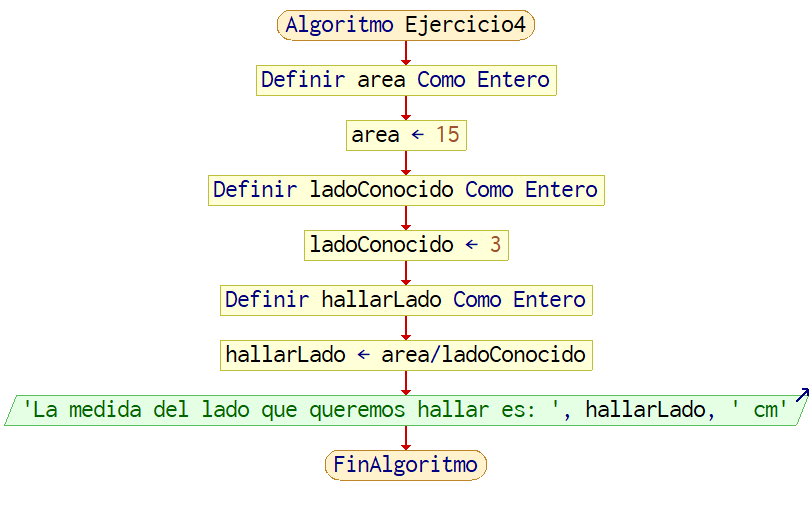 Algoritmo Ejercicio4
Definir area Como Entero
area ← 15
Definir ladoConocido Como Entero
ladoConocido ← 3
Definir hallarLado Como Entero
hallarLado ← area/ladoConocido
'La medida del lado que queremos hallar es: ', hallarLado, ' cm'
FinAlgoritmo